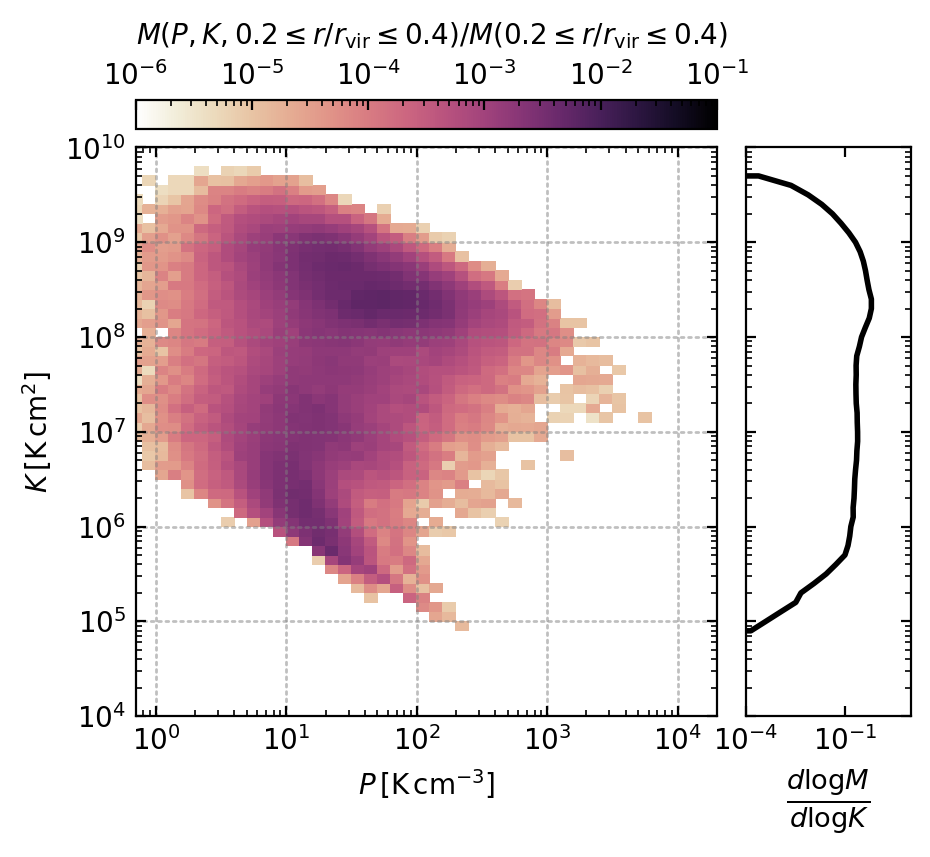 M(P, K, 0.2 ≤ r/r_vir ≤ 0.4)/M(0.2 ≤ r/r_vir ≤ 0.4)
10^−6 10^−5 10^−4 10^−3 10^−2 10^−1
10^10
10^9
10^8
10^7
10^6
10^5
10^4
K [K cm^2]
10^0 10^1 10^2 10^3 10^4
P [K cm^−3]
10^−4 10^−1
dlogM
dlogK